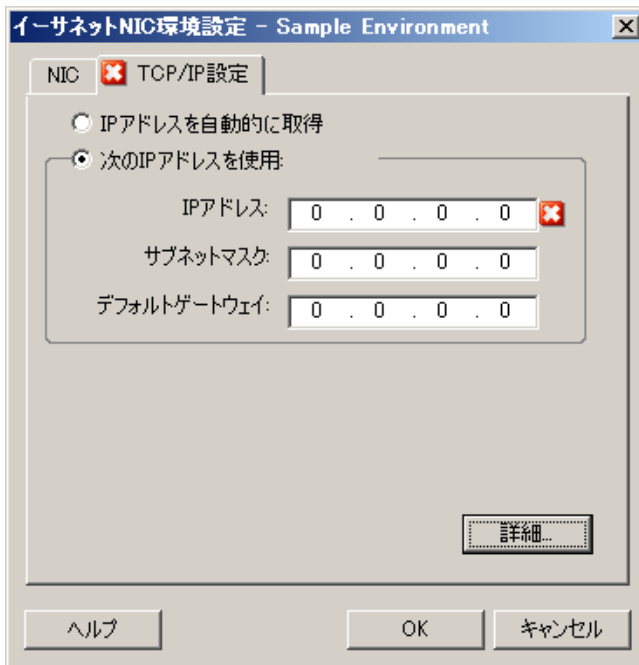 イーサネットNIC環境設定 - Sample Environment
NIC
TCP/IP設定
IPアドレスを自動的に取得
次のIPアドレスを使用:
IPアドレス: 0 . 0 . 0 . 0
サブネットマスク: 0 . 0 . 0 . 0
デフォルトゲートウェイ: 0 . 0 . 0 . 0
詳細...
ヘルプ
OK
キャンセル